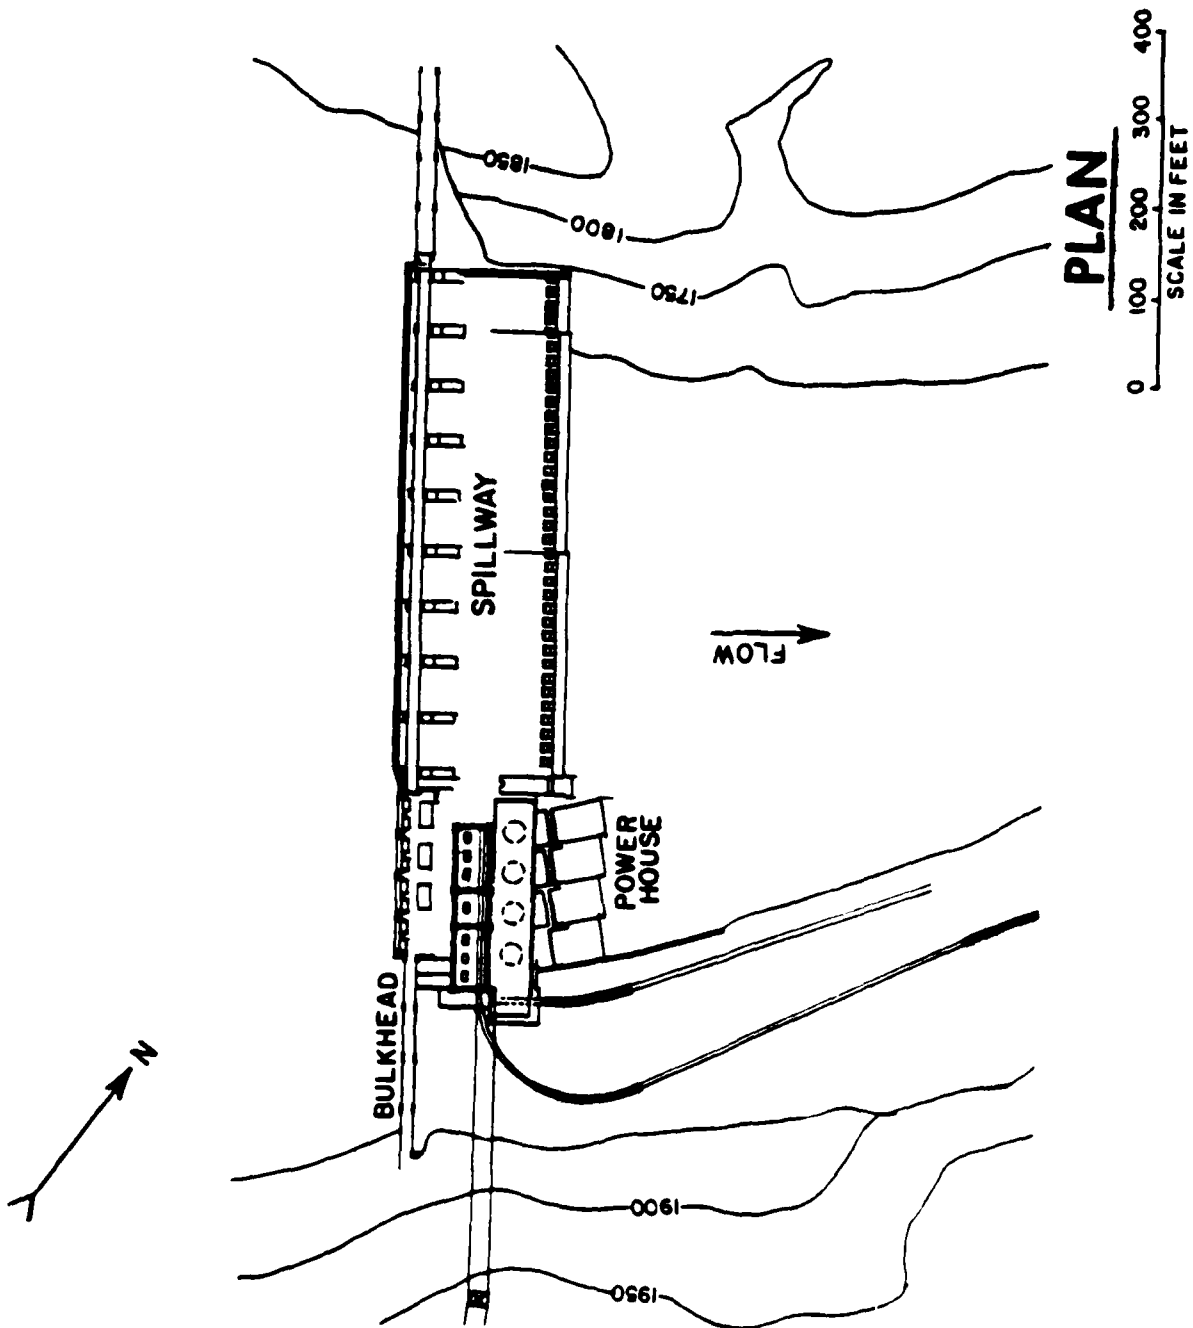 PLAN
0 100 200 300 400
SCALE IN FEET
1850
1800
1750
SPILLWAY
FLOW
POWER
HOUSE
BULKHEAD
N
1900
1950